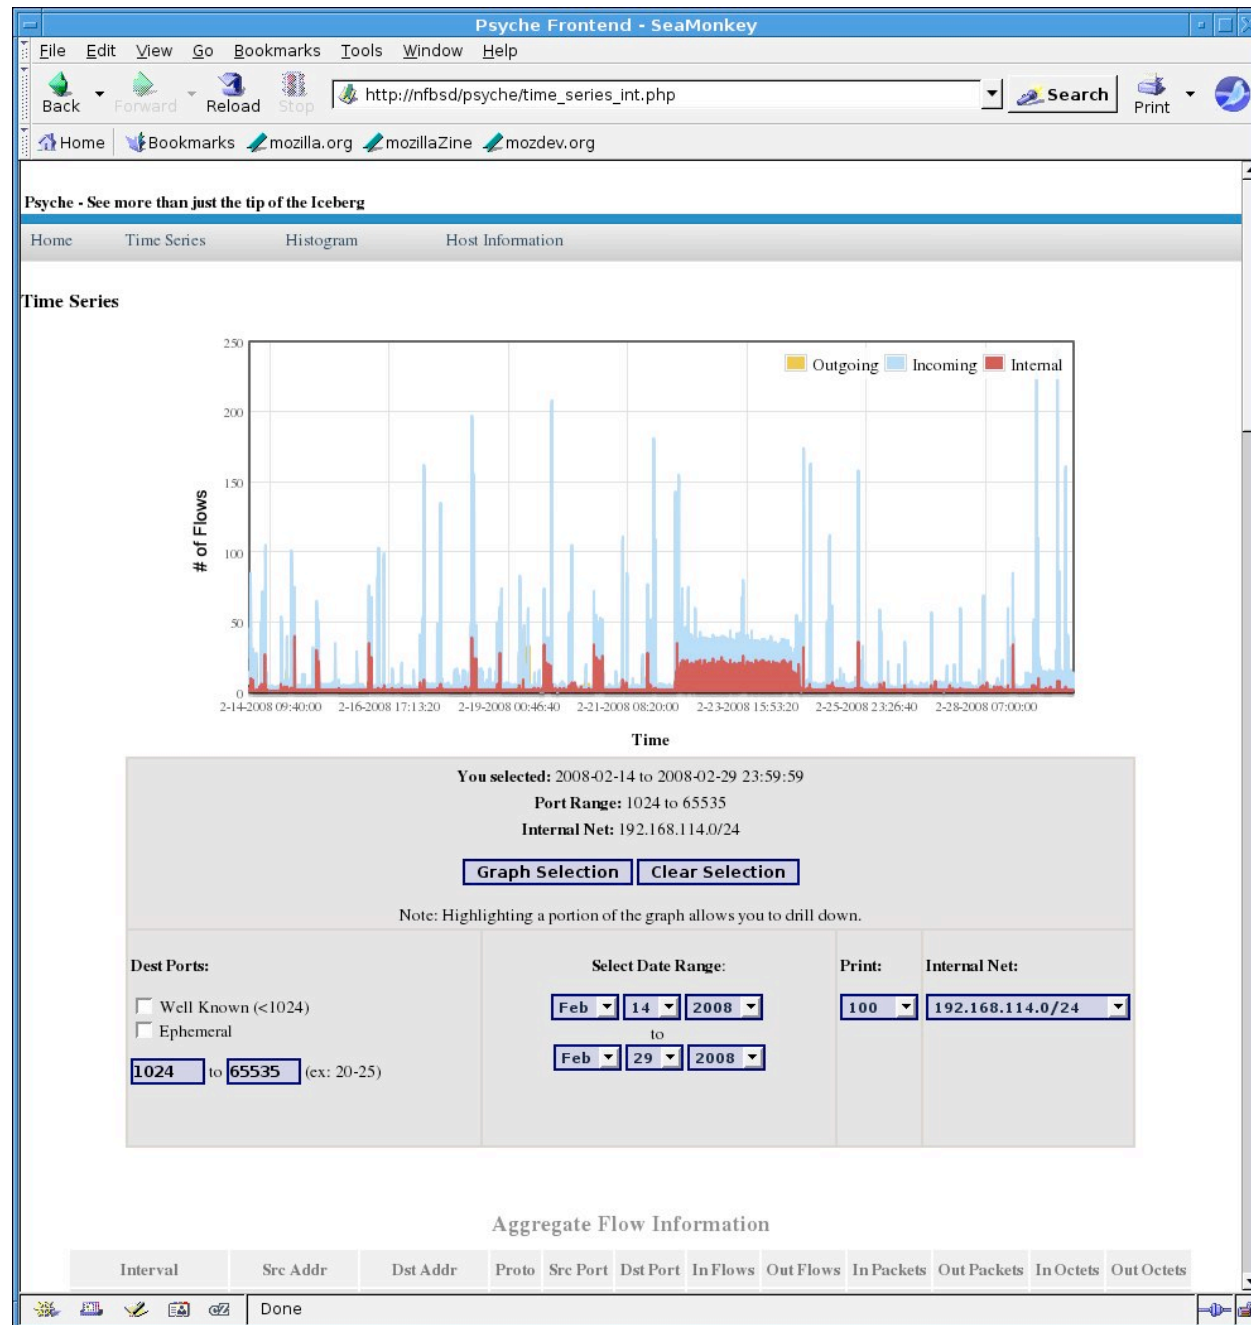 Psyche Frontend - SeaMonkey
File Edit View Go Bookmarks Tools Window Help
Back Forward Reload Stop http://nfbsd/psyche/time_series_int.php Search Print
Home Bookmarks mozilla.org mozillaZine mozdev.org
Psyche - See more than just the tip of the Iceberg
Home Time Series Histogram Host Information
Time Series
250
Outgoing Incoming Internal
200
150
# of Flows
100
50
0
2-14-2008 09:40:00 2-16-2008 17:13:20 2-19-2008 00:46:40 2-21-2008 08:20:00 2-23-2008 15:53:20 2-25-2008 23:26:40 2-28-2008 07:00:00
Time
You selected: 2008-02-14 to 2008-02-29 23:59:59
Port Range: 1024 to 65535
Internal Net: 192.168.114.0/24
Graph Selection Clear Selection
Note: Highlighting a portion of the graph allows you to drill down.
Dest Ports: Select Date Range: Print: Internal Net:
Well Known (<1024) Feb 14 2008 100 192.168.114.0/24
Ephemeral to
1024 to 65535 (ex: 20-25) Feb 29 2008
Aggregate Flow Information
Interval Src Addr Dst Addr Proto Src Port Dst Port In Flows Out Flows In Packets Out Packets In Octets Out Octets
Done